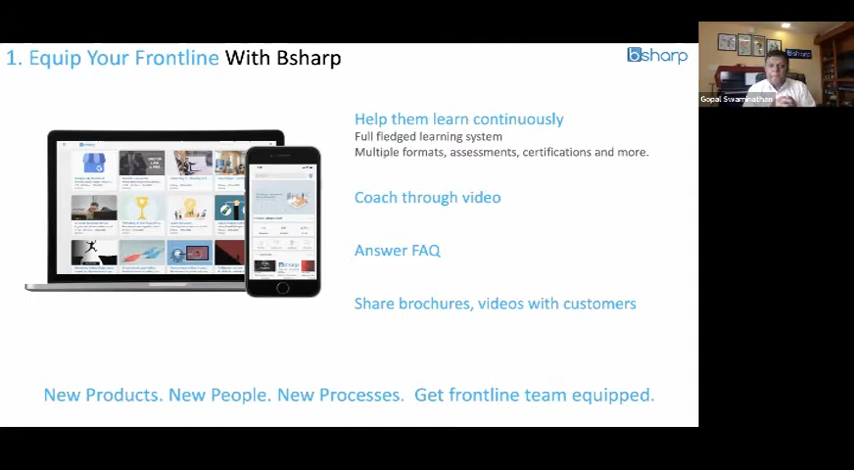 1. Equip Your Frontline With Bsharp
bsharp
bsharp
Gopal Swaminathan
Help them learn continuously
Full fledged learning system
Multiple formats, assessments, certifications and more.
Coach through video
Answer FAQ
Share brochures, videos with customers
New Products. New People. New Processes. Get frontline team equipped.